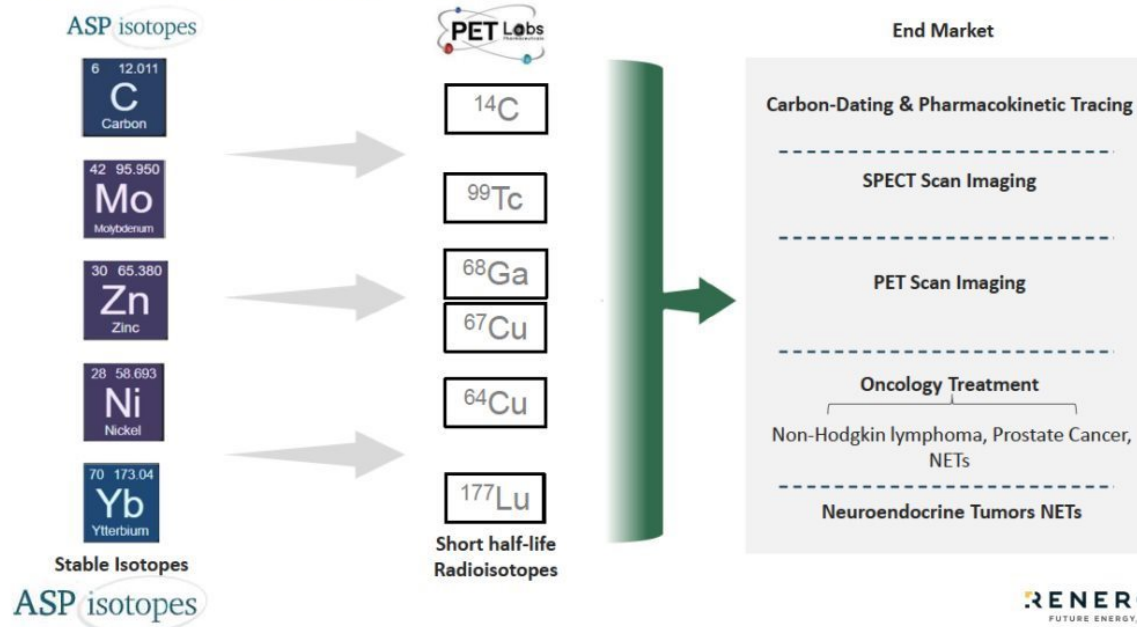 ASP isotopes
6 12.011
C
Carbon
42 95.950
Mo
Molybdenum
30 65.380
Zn
Zinc
28 58.693
Ni
Nickel
70 173.04
Yb
Ytterbium
Stable Isotopes
ASP isotopes
PET Labs
Pharmaceuticals
14C
99Tc
68Ga
67Cu
64Cu
177Lu
Short half-life
Radioisotopes
End Market
Carbon-Dating & Pharmacokinetic Tracing
SPECT Scan Imaging
PET Scan Imaging
Oncology Treatment
Non-Hodgkin lymphoma, Prostate Cancer,
NETs
Neuroendocrine Tumors NETs
FUTURE ENERGY,